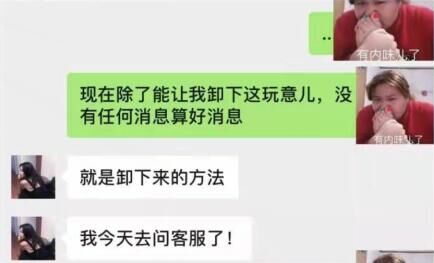 ...
有内味儿了
现在除了能让我卸下这玩意儿，没
有任何消息算好消息
有内味儿了
就是卸下来的方法
我今天去问客服了！